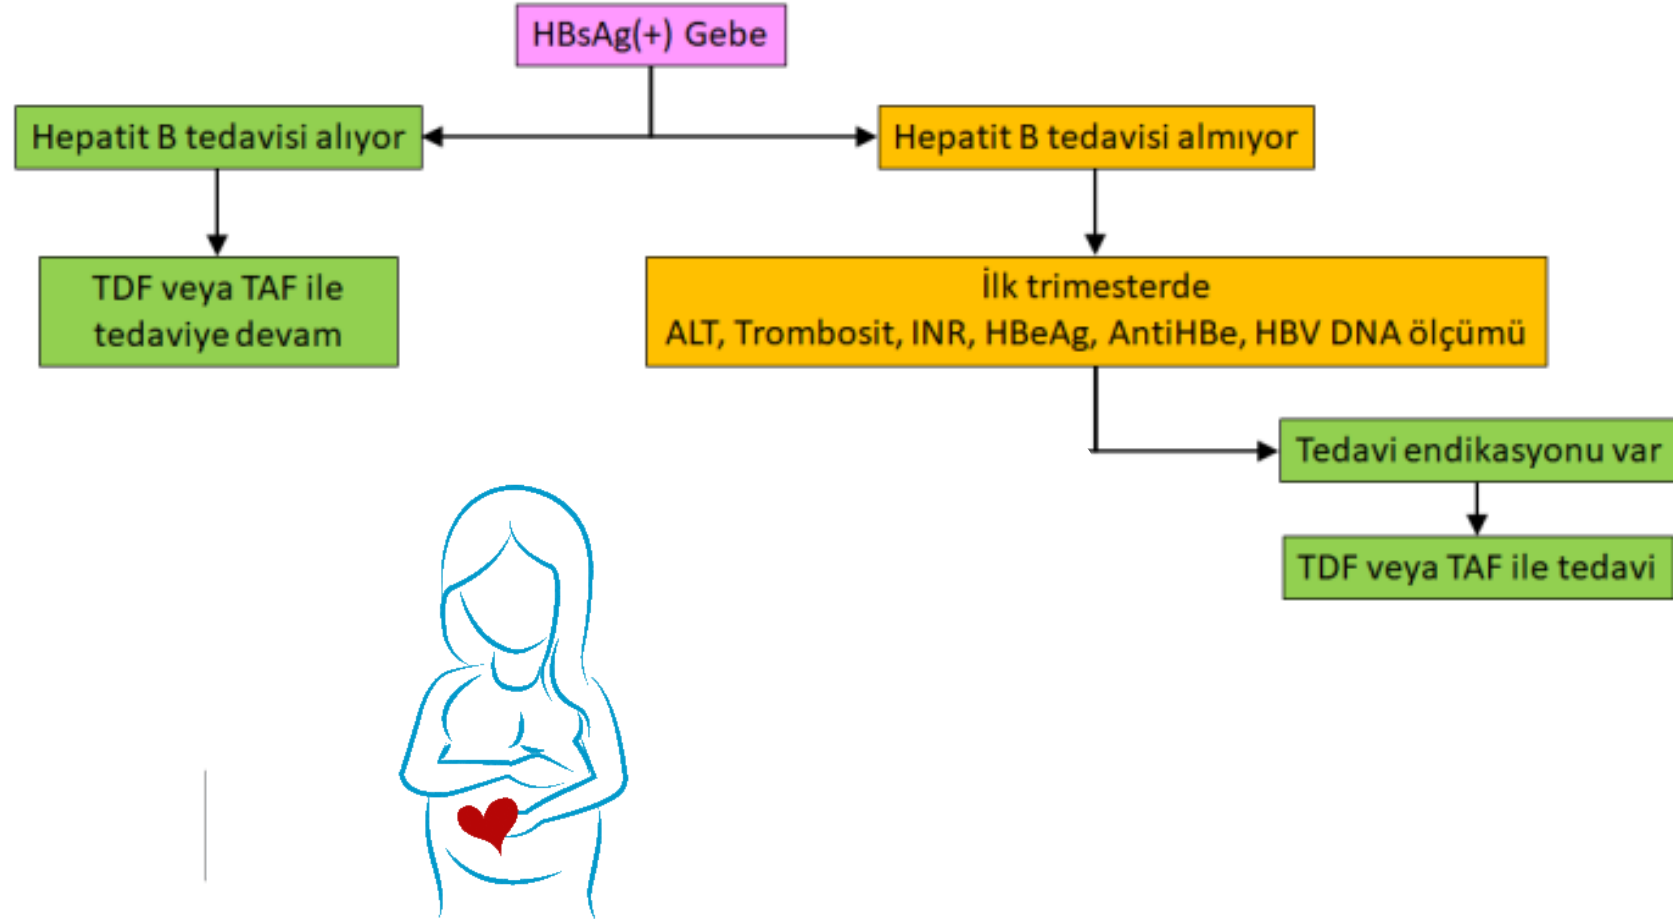 HBsAg(+) Gebe
Hepatit B tedavisi alıyor
Hepatit B tedavisi almıyor
TDF veya TAF ile
tedaviye devam
İlk trimesterde
ALT, Trombosit, INR, HBeAg, AntiHBe, HBV DNA ölçümü
Tedavi endikasyonu var
TDF veya TAF ile tedavi